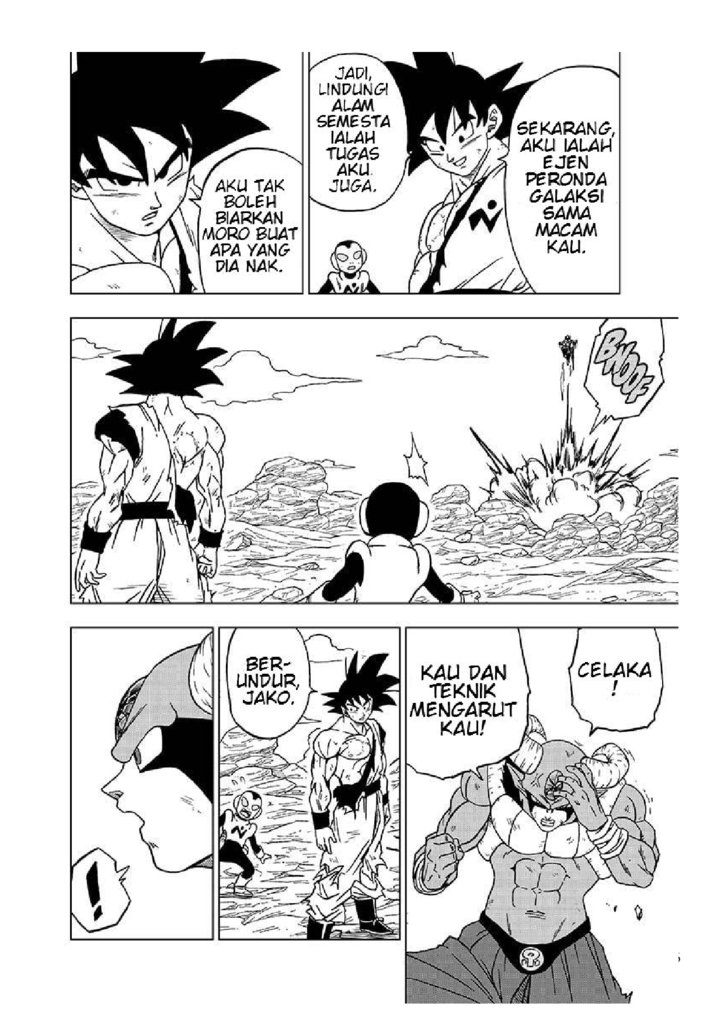 SEKARANG,
AKU IALAH
EJEN
PERONDA
GALAKSI
SAMA
MACAM
KAU.
JADI,
LINDUNGI
ALAM
SEMESTA
IALAH
TUGAS
AKU
JUGA.
AKU TAK
BOLEH
BIARKAN
MORO BUAT
APA YANG
DIA NAK.
BNOOF
CELAKA
!
KAU DAN
TEKNIK
MENGARUT
KAU!
BER-
UNDUR,
JAKO.
!